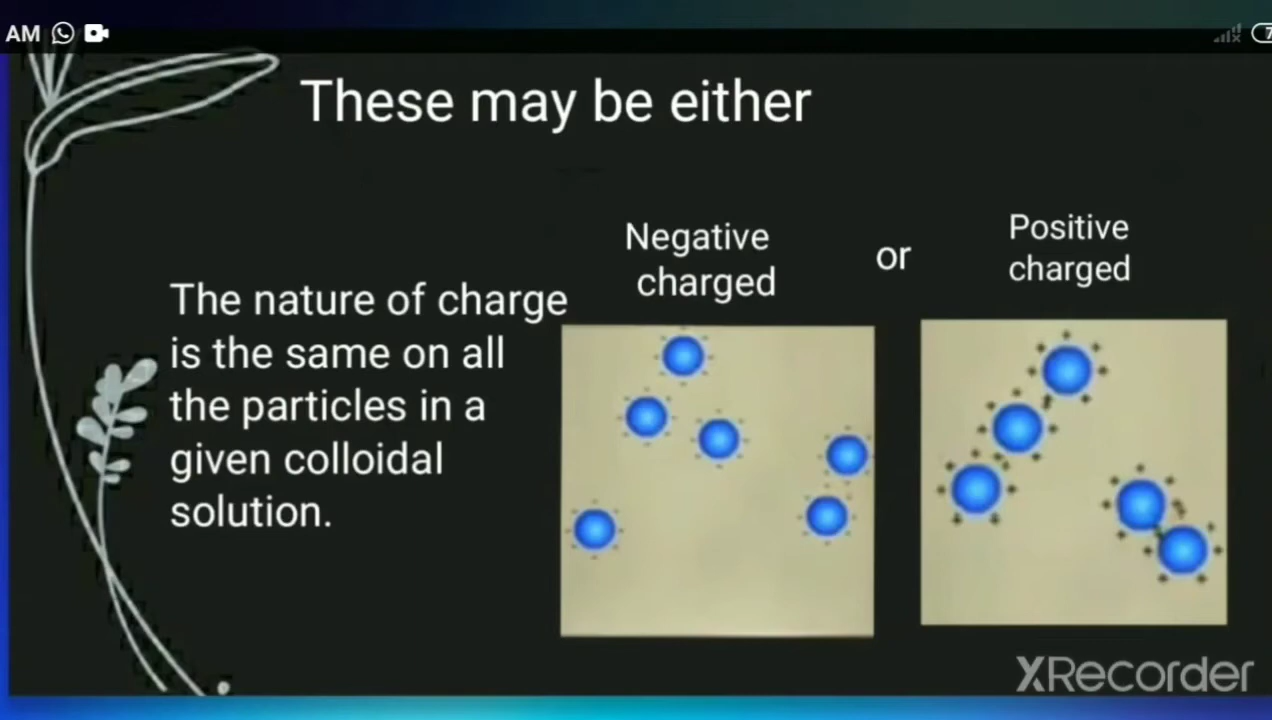 AM
These may be either
Negative
charged
or
Positive
charged
The nature of charge
is the same on all
the particles in a
given colloidal
solution.
XRecorder